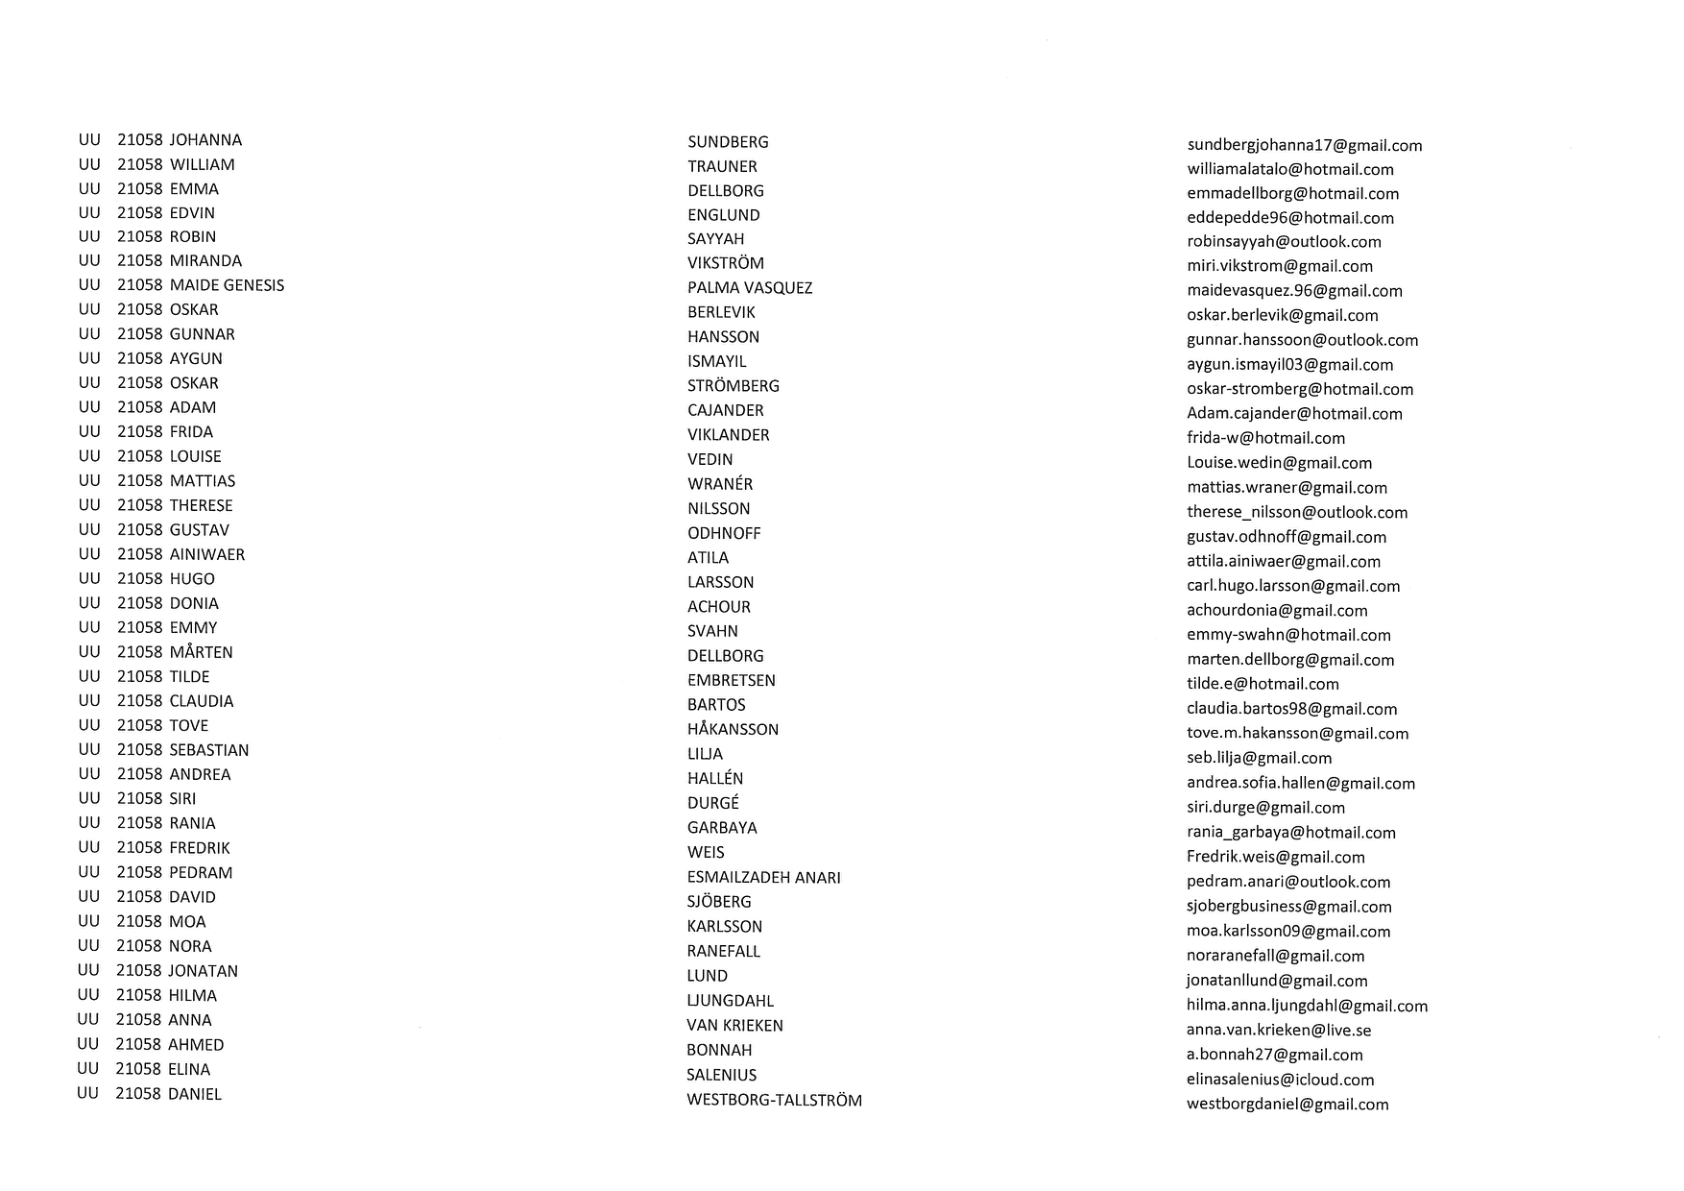 UU 21058 JOHANNA SUNDBERG sundbergjohanna17@gmail.com
UU 21058 WILLIAM TRAUNER williamalatalo@hotmail.com
UU 21058 EMMA DELLBORG emmadellborg@hotmail.com
UU 21058 EDVIN ENGLUND eddepedde96@hotmail.com
UU 21058 ROBIN SAYYAH robinsayyah@outlook.com
UU 21058 MIRANDA VIKSTRÖM miri.vikstrom@gmail.com
UU 21058 MAIDE GENESIS PALMA VASQUEZ maidevasquez.96@gmail.com
UU 21058 OSKAR BERLEVIK oskar.berlevik@gmail.com
UU 21058 GUNNAR HANSSON gunnar.hanssoon@outlook.com
UU 21058 AYGUN ISMAYIL aygun.ismayil03@gmail.com
UU 21058 OSKAR STRÖMBERG oskar-stromberg@hotmail.com
UU 21058 ADAM CAJANDER Adam.cajander@hotmail.com
UU 21058 FRIDA VIKLANDER frida-w@hotmail.com
UU 21058 LOUISE VEDIN Louise.wedin@gmail.com
UU 21058 MATTIAS WRANÉR mattias.wraner@gmail.com
UU 21058 THERESE NILSSON therese_nilsson@outlook.com
UU 21058 GUSTAV ODHNOFF gustav.odhnoff@gmail.com
UU 21058 AINIWAER ATILA attila.ainiwaer@gmail.com
UU 21058 HUGO LARSSON carl.hugo.larsson@gmail.com
UU 21058 DONIA ACHOUR achourdonia@gmail.com
UU 21058 EMMY SVAHN emmy-swahn@hotmail.com
UU 21058 MÅRTEN DELLBORG marten.dellborg@gmail.com
UU 21058 TILDE EMBRETSEN tilde.e@hotmail.com
UU 21058 CLAUDIA BARTOS claudia.bartos98@gmail.com
UU 21058 TOVE HÅKANSSON tove.m.hakansson@gmail.com
UU 21058 SEBASTIAN LILJA seb.lilja@gmail.com
UU 21058 ANDREA HALLÉN andrea.sofia.hallen@gmail.com
UU 21058 SIRI DURGÉ siri.durge@gmail.com
UU 21058 RANIA GARBAYA rania_garbaya@hotmail.com
UU 21058 FREDRIK WEIS Fredrik.weis@gmail.com
UU 21058 PEDRAM ESMAILZADEH ANARI pedram.anari@outlook.com
UU 21058 DAVID SJÖBERG sjobergbusiness@gmail.com
UU 21058 MOA KARLSSON moa.karlsson09@gmail.com
UU 21058 NORA RANEFALL noraranefall@gmail.com
UU 21058 JONATAN LUND jonatanllund@gmail.com
UU 21058 HILMA LJUNGDAHL hilma.anna.ljungdahl@gmail.com
UU 21058 ANNA VAN KRIEKEN anna.van.krieken@live.se
UU 21058 AHMED BONNAH a.bonnah27@gmail.com
UU 21058 ELINA SALENIUS elinasalenius@icloud.com
UU 21058 DANIEL WESTBORG-TALLSTRÖM westborgdaniel@gmail.com